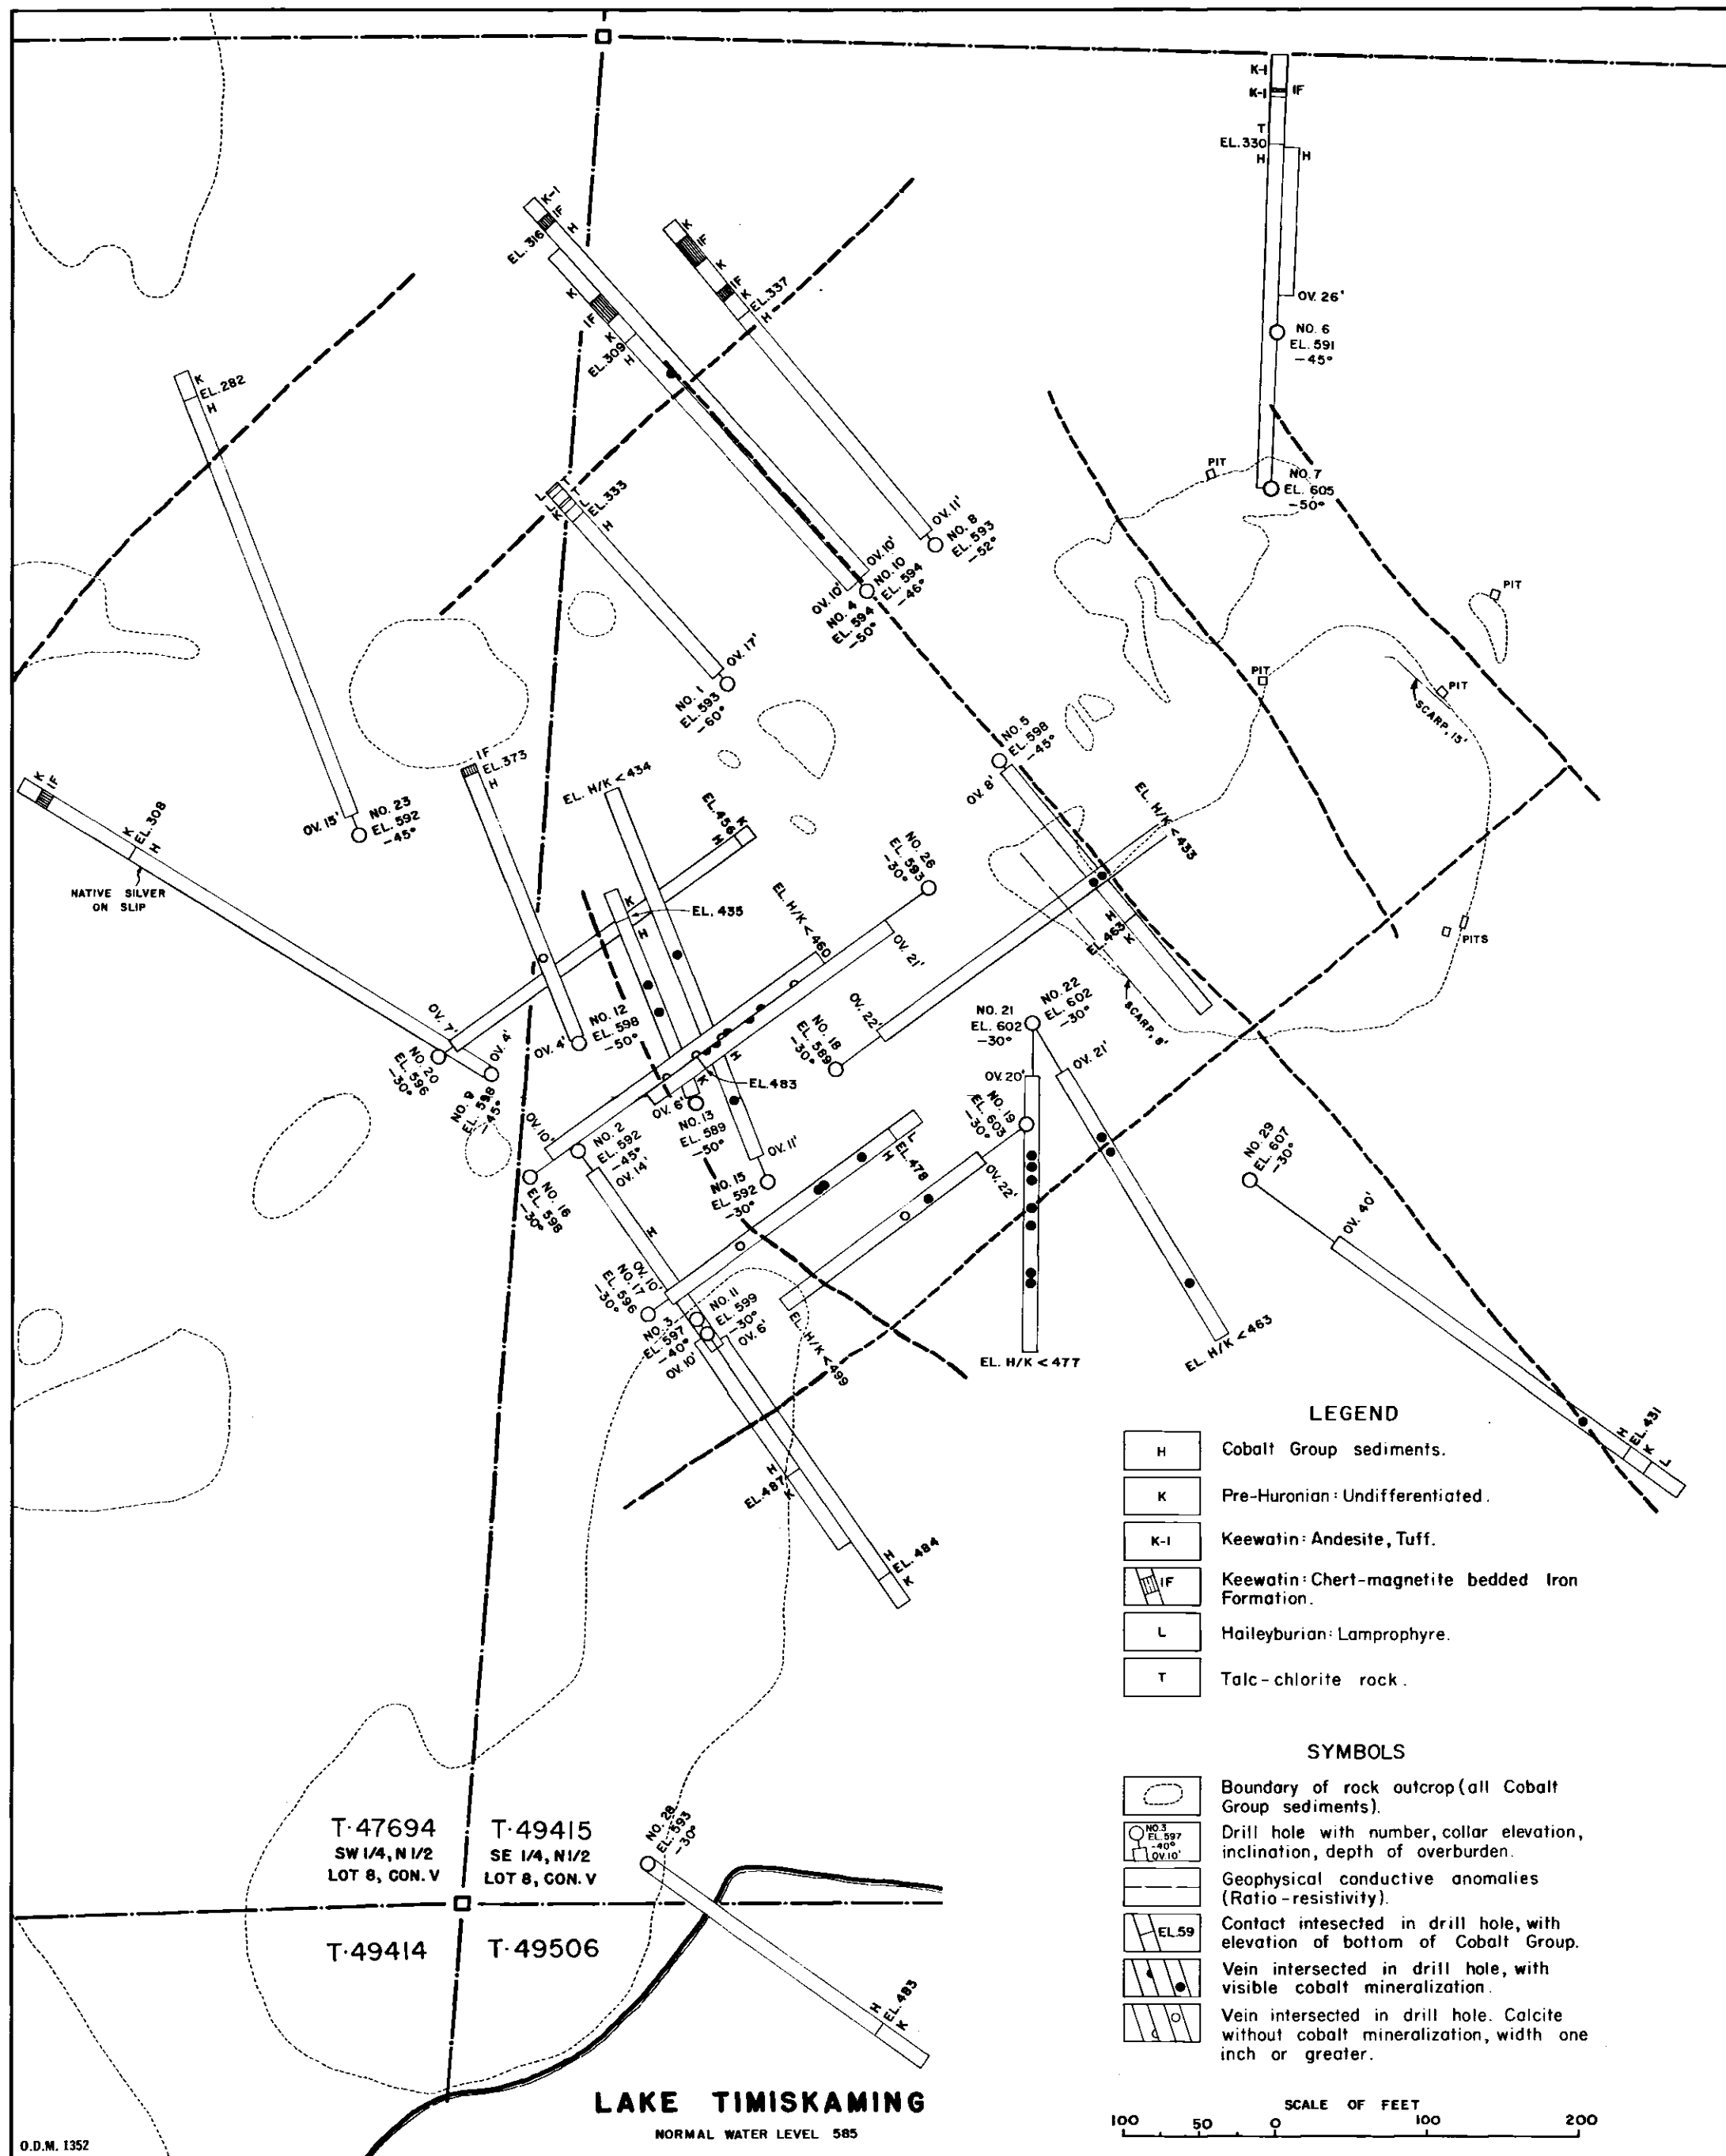 K-1
K-1
IF
T
EL.330
H
H
OV. 26'
NO. 6
EL. 591
-45°
PIT
NO. 7
EL. 605
-50°
K-1
IF
H
EL. 316
K
IF
K
EL.309
H
K
IF
K
IF
K
EL.337
H
OV. 11'
NO. 8
EL. 593
-52°
OV. 10'
NO. 10
EL. 594
-46°
OV. 10'
NO. 4
EL. 594
-50°
K
EL.282
H
OV. 15'
NO. 23
EL. 592
-45°
T
T
L
L
L
K
EL.333
H
OV. 17'
NO. 1
EL. 593
-60°
PIT
PIT
PIT
SCARP, 15'
PITS
SCARP, 8'
NO. 5
EL. 598
-45°
OV. 8'
EL. 463
H
K
EL. H/K < 433
K
IF
K
EL.308
H
NATIVE SILVER
ON SLIP
OV. 4'
NO. 9
EL. 598
-45°
IF
EL.373
H
OV. 4'
NO. 12
EL. 598
-50°
EL. H/K < 434
EL.456
H
K
OV. 7'
NO. 20
EL. 596
-30°
K
EL. 435
H
OV. 6'
NO. 13
EL. 589
-50°
EL. H/K < 460
OV. 10'
NO. 16
EL. 598
-30°
NO. 26
EL. 593
-30°
OV. 21'
H
K
EL.483
OV. 11'
NO. 15
EL. 592
-30°
NO. 2
EL. 592
-45°
OV. 14'
H
OV. 22'
NO. 18
EL. 589
-30°
NO. 21
EL. 602
-30°
OV. 20'
EL. H/K < 477
NO. 22
EL. 602
-30°
OV. 21'
EL. H/K < 463
NO. 19
EL. 603
-30°
OV. 22'
EL. H/K < 499
L
EL. 478
H
OV. 10'
NO. 17
EL. 596
-30°
NO. 3
EL. 597
-40°
OV. 10'
NO. 11
EL. 599
-30°
OV. 6'
H
EL. 487
K
H
EL. 484
K
NO. 29
EL. 607
-30°
OV. 40'
H
EL. 431
K
L
NO. 28
EL. 593
-30°
H
EL. 483
K
T-47694
SW 1/4, N 1/2
LOT 8, CON. V
T-49415
SE 1/4, N 1/2
LOT 8, CON. V
T-49414
T-49506
LAKE TIMISKAMING
NORMAL WATER LEVEL 585
O.D.M. 1352
LEGEND
H
Cobalt Group sediments.
K
Pre-Huronian: Undifferentiated.
K-1
Keewatin: Andesite, Tuff.
IF
Keewatin: Chert-magnetite bedded Iron
Formation.
L
Haileyburian: Lamprophyre.
T
Talc-chlorite rock.
SYMBOLS
Boundary of rock outcrop (all Cobalt
Group sediments).
NO.3
EL.597
-40°
OV.10'
Drill hole with number, collar elevation,
inclination, depth of overburden.
Geophysical conductive anomalies
(Ratio-resistivity).
EL.59
Contact intesected in drill hole, with
elevation of bottom of Cobalt Group.
Vein intersected in drill hole, with
visible cobalt mineralization.
Vein intersected in drill hole. Calcite
without cobalt mineralization, width one
inch or greater.
SCALE OF FEET
100 50 0 100 200